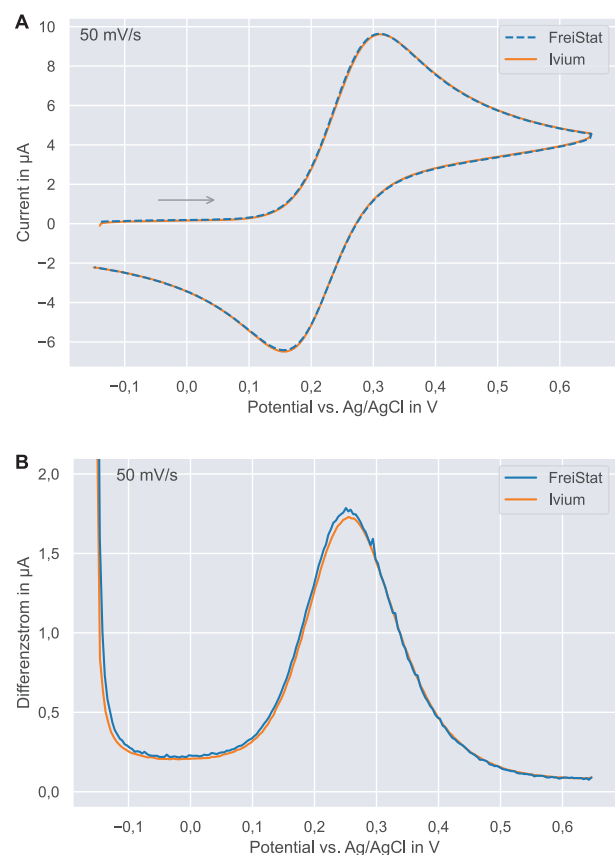 A
50 mV/s
FreiStat
Ivium
10
8
6
4
2
0
−2
−4
−6
Current in µA
−0,1
0,0
0,1
0,2
0,3
0,4
0,5
0,6
Potential vs. Ag/AgCl in V
B
50 mV/s
FreiStat
Ivium
2,0
1,5
1,0
0,5
0,0
Differenzstrom in µA
−0,1
0,0
0,1
0,2
0,3
0,4
0,5
0,6
Potential vs. Ag/AgCl in V